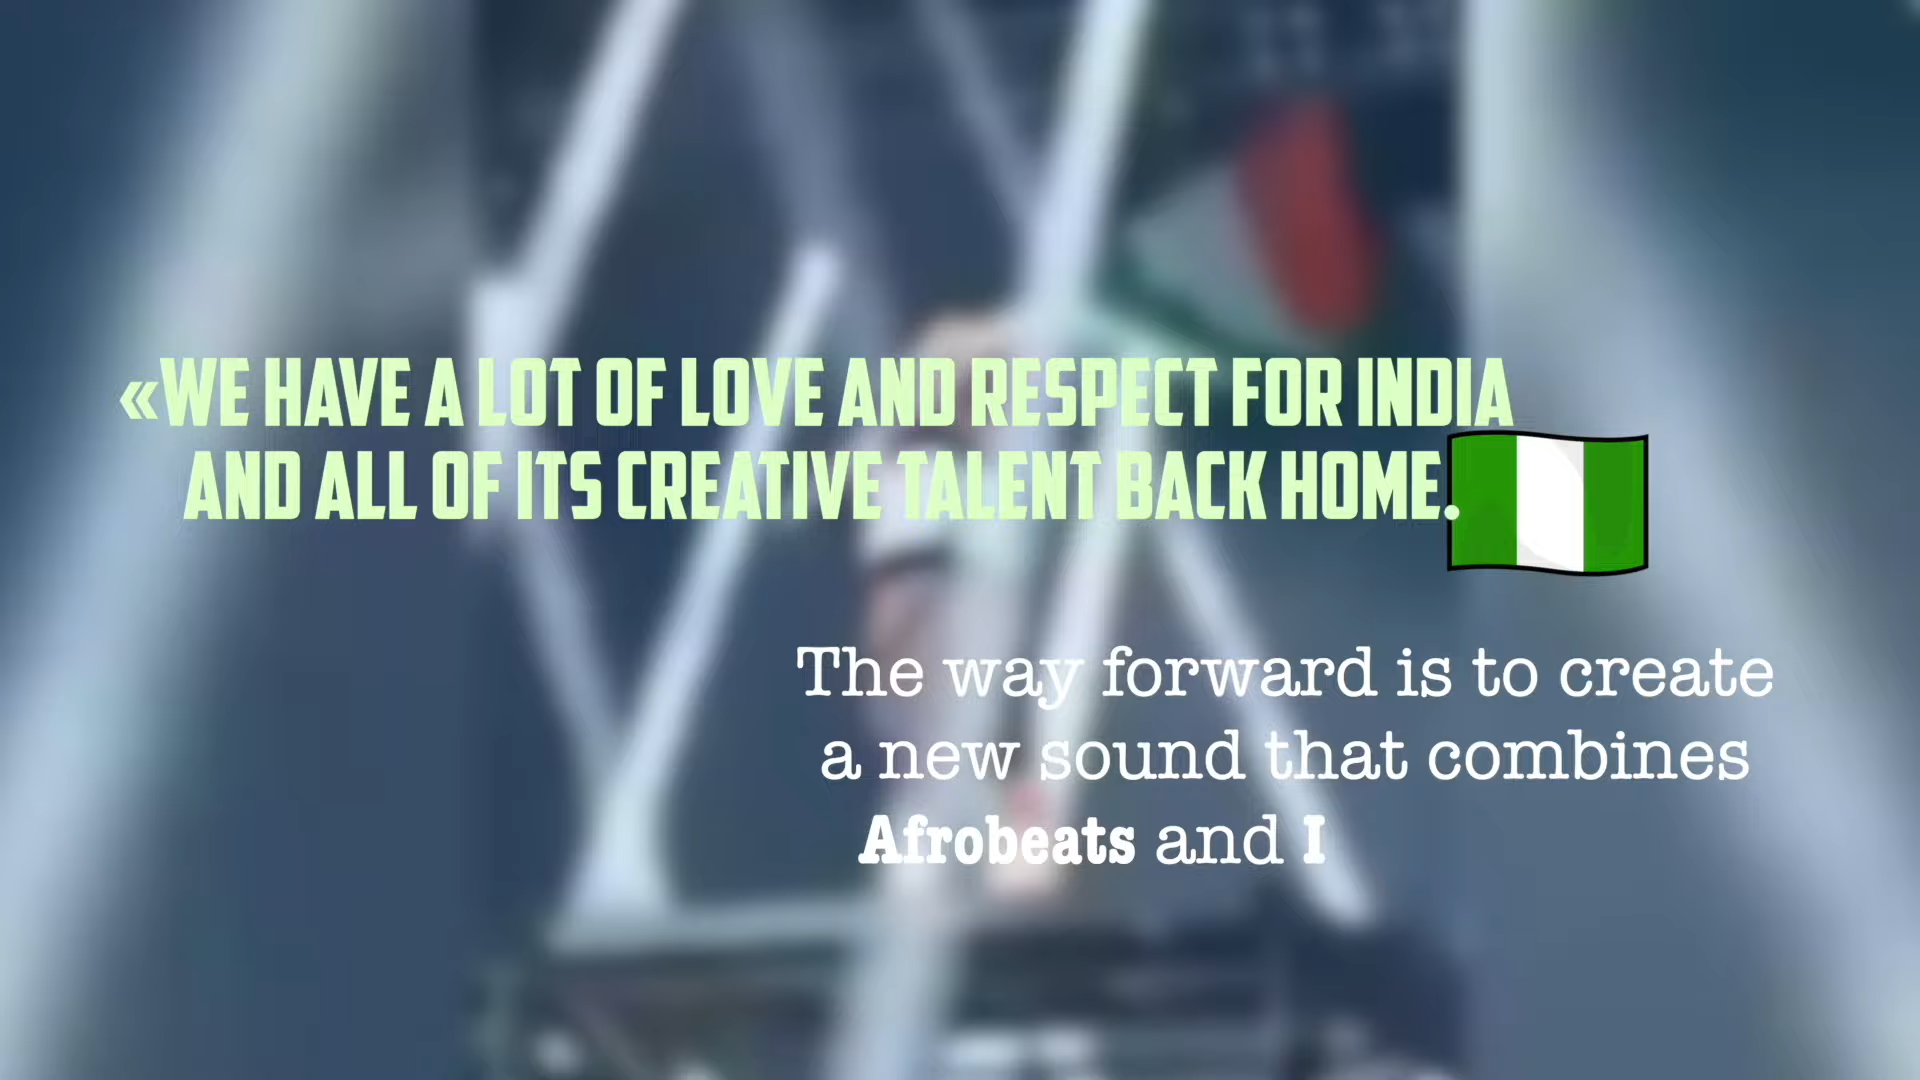 «WE HAVE A LOT OF LOVE AND RESPECT FOR INDIA
AND ALL OF ITS CREATIVE TALENT BACK HOME.
The way forward is to create
a new sound that combines
Afrobeats and I